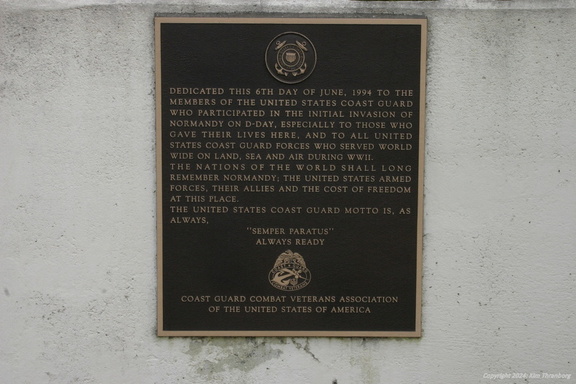 DEDICATED THIS 6TH DAY OF JUNE, 1994 TO THE
MEMBERS OF THE UNITED STATES COAST GUARD
WHO PARTICIPATED IN THE INITIAL INVASION OF
NORMANDY ON D-DAY, ESPECIALLY TO THOSE WHO
GAVE THEIR LIVES HERE, AND TO ALL UNITED
STATES COAST GUARD FORCES WHO SERVED WORLD
WIDE ON LAND, SEA AND AIR DURING WWII.
THE NATIONS OF THE WORLD SHALL LONG
REMEMBER NORMANDY; THE UNITED STATES ARMED
FORCES, THEIR ALLIES AND THE COST OF FREEDOM
AT THIS PLACE.
THE UNITED STATES COAST GUARD MOTTO IS, AS
ALWAYS,
"SEMPER PARATUS"
ALWAYS READY
COAST GUARD COMBAT VETERANS ASSOCIATION
OF THE UNITED STATES OF AMERICA
Copyright 2024: Kim Thramborg